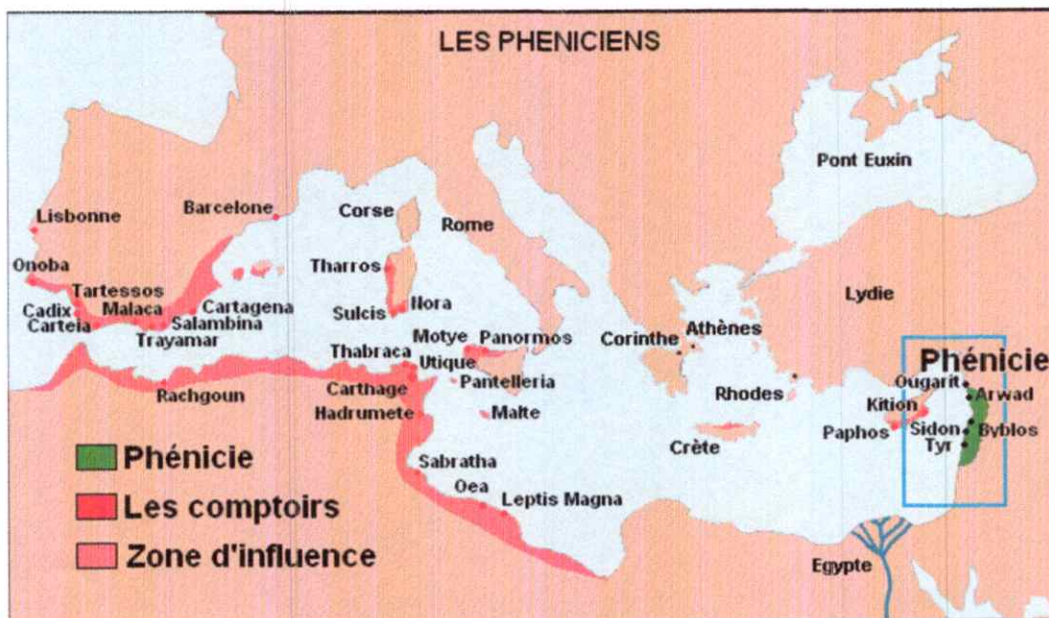 LES PHENICIENS
Pont Euxin
Lisbonne
Barcelone
Corse
Rome
Onoba
Tharros
Tartessos
Lydie
Cadix
Malaca
Cartagena
Sulcis
Nora
Carteia
Salambina
Trayamar
Motye
Panormos
Corinthe
Athènes
Thabraca
Utique
Phénicie
Rachgoun
Carthage
Pantelleria
Rhodes
Ougarit
Arwad
Hadrumete
Malte
Kition
Paphos
Sidon
Byblos
Crète
Tyr
Phénicie
Sabratha
Oea
Leptis Magna
Les comptoirs
Zone d'influence
Egypte